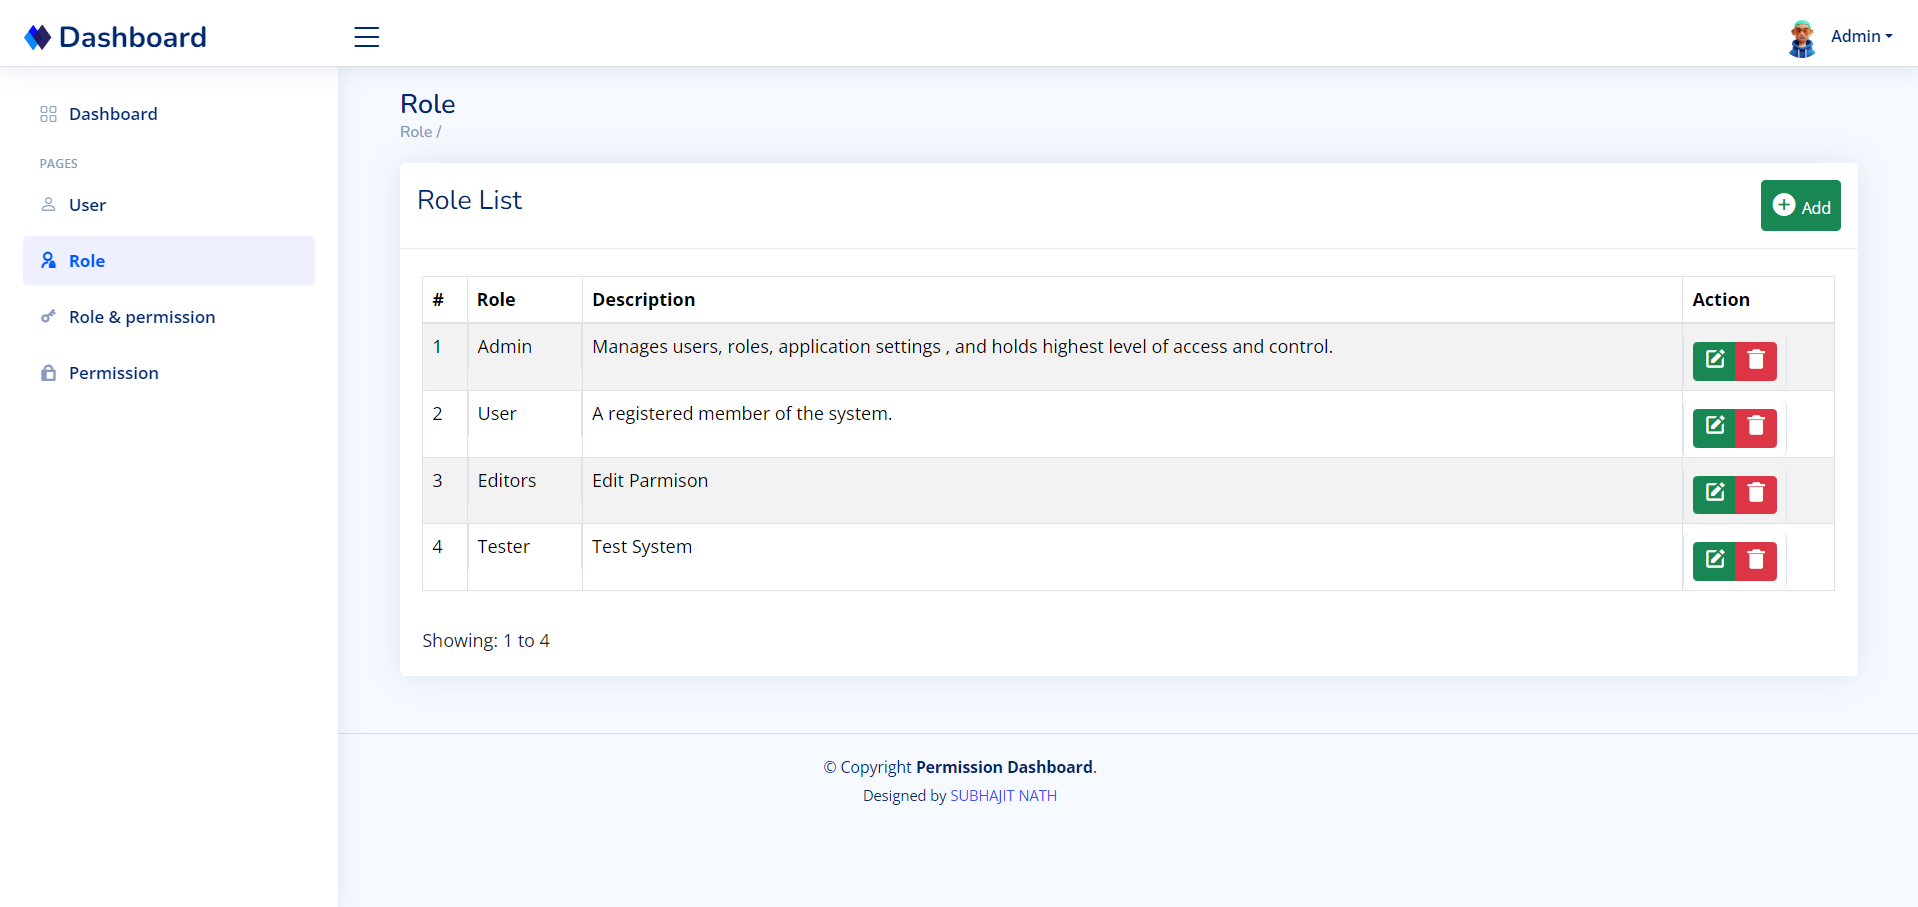 Dashboard
Admin
Dashboard
PAGES
User
Role
Role & permission
Permission
Role
Role /
Role List
Add
# Role Description Action
1 Admin Manages users, roles, application settings , and holds highest level of access and control.
2 User A registered member of the system.
3 Editors Edit Parmison
4 Tester Test System
Showing: 1 to 4
© Copyright Permission Dashboard.
Designed by SUBHAJIT NATH